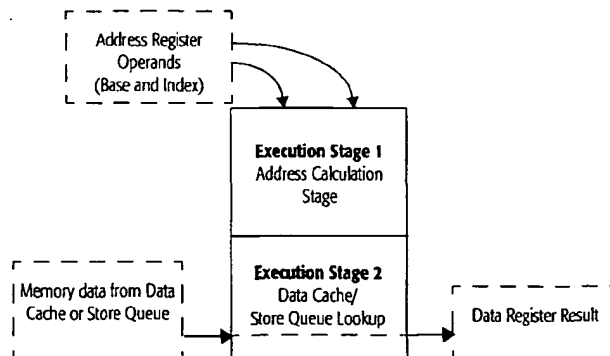 Address Register
Operands
(Base and Index)
Execution Stage 1
Address Calculation
Stage
Execution Stage 2
Data Cache/
Store Queue Lookup
Memory data from Data
Cache or Store Queue
Data Register Result